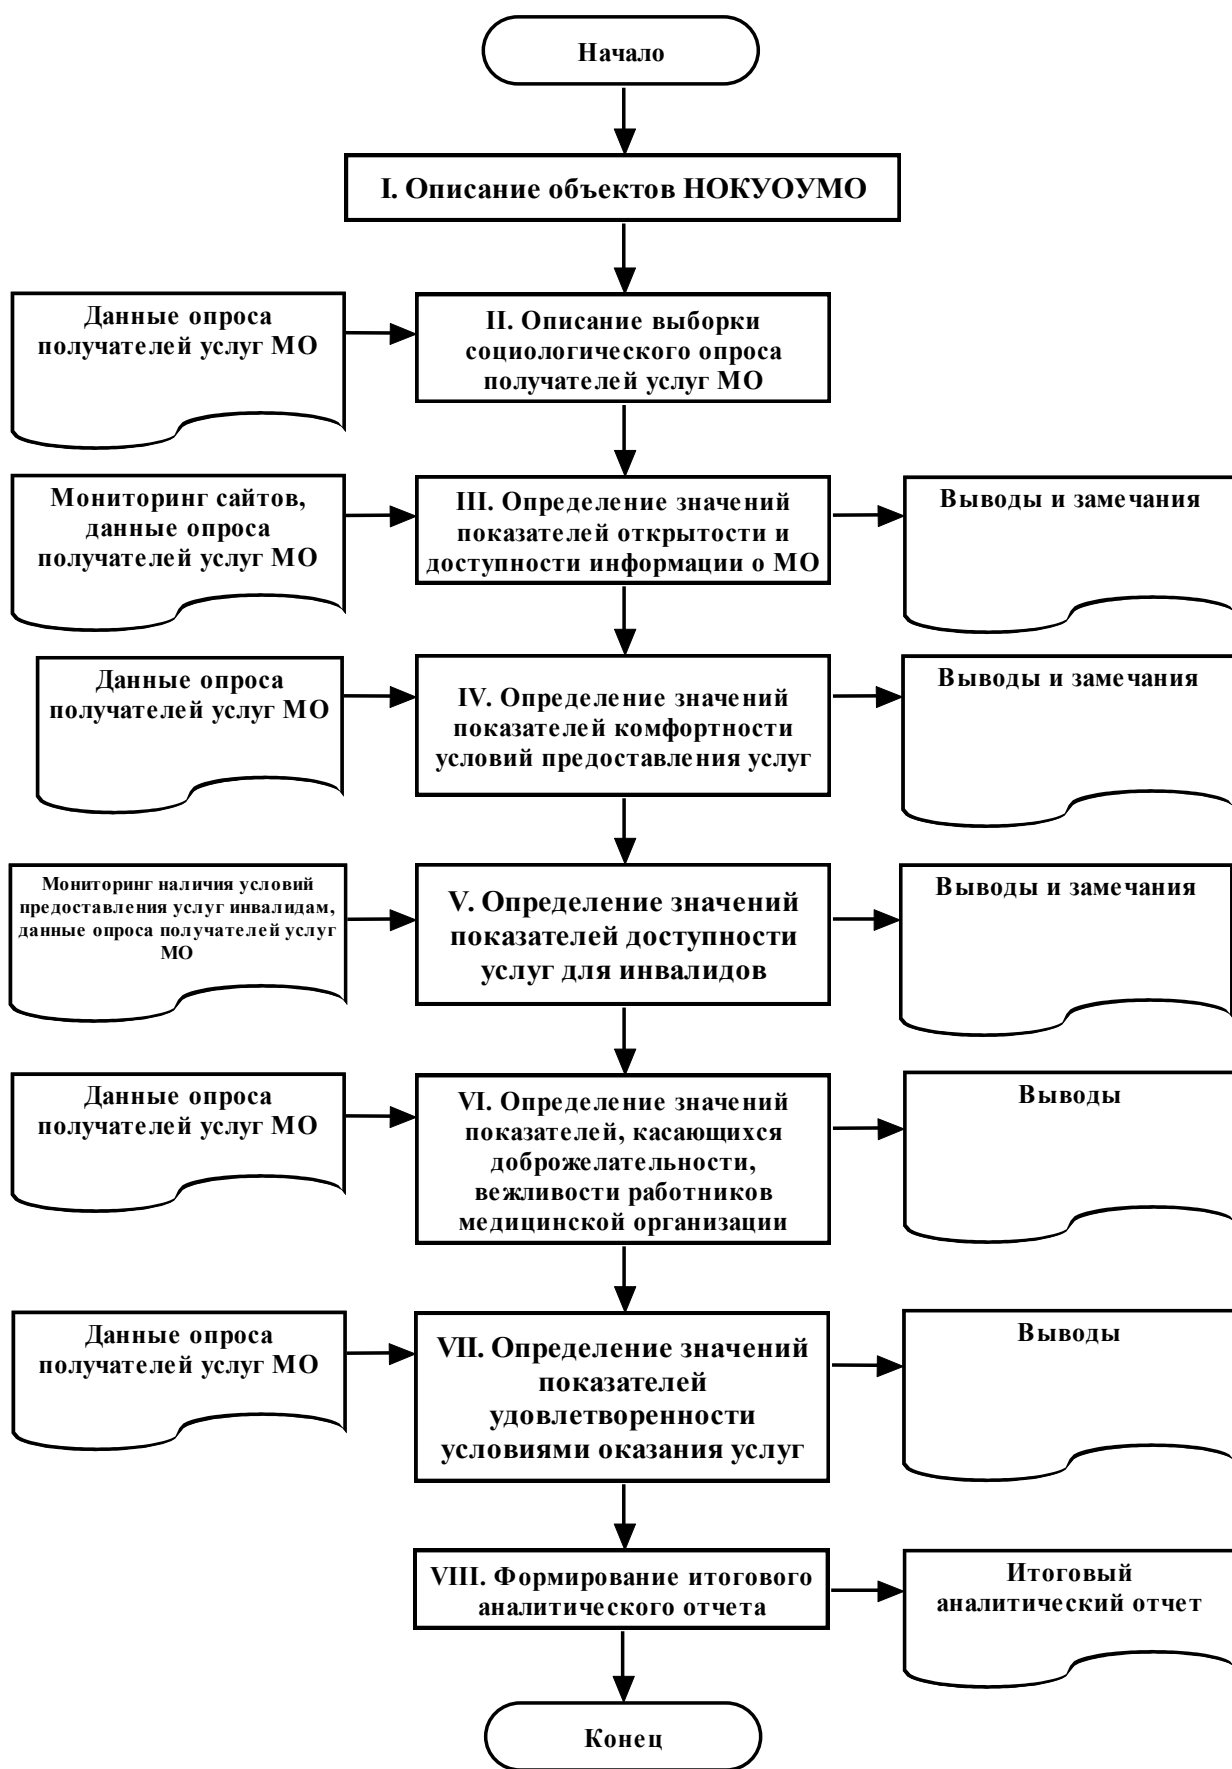 Начало
I. Описание объектов НОКУОУМО
Данные опроса
получателей услуг МО
II. Описание выборки
социологического опроса
получателей услуг МО
Мониторинг сайтов,
данные опроса
получателей услуг МО
III. Определение значений
показателей открытости и
доступности информации о МО
Выводы и замечания
Данные опроса
получателей услуг МО
IV. Определение значений
показателей комфортности
условий предоставления услуг
Выводы и замечания
Мониторинг наличия условий
предоставления услуг инвалидам,
данные опроса получателей услуг
МО
V. Определение значений
показателей доступности
услуг для инвалидов
Выводы и замечания
Данные опроса
получателей услуг МО
VI. Определение значений
показателей, касающихся
доброжелательности,
вежливости работников
медицинской организации
Выводы
Данные опроса
получателей услуг МО
VII. Определение значений
показателей
удовлетворенности
условиями оказания услуг
Выводы
VIII. Формирование итогового
аналитического отчета
Итоговый
аналитический отчет
Конец